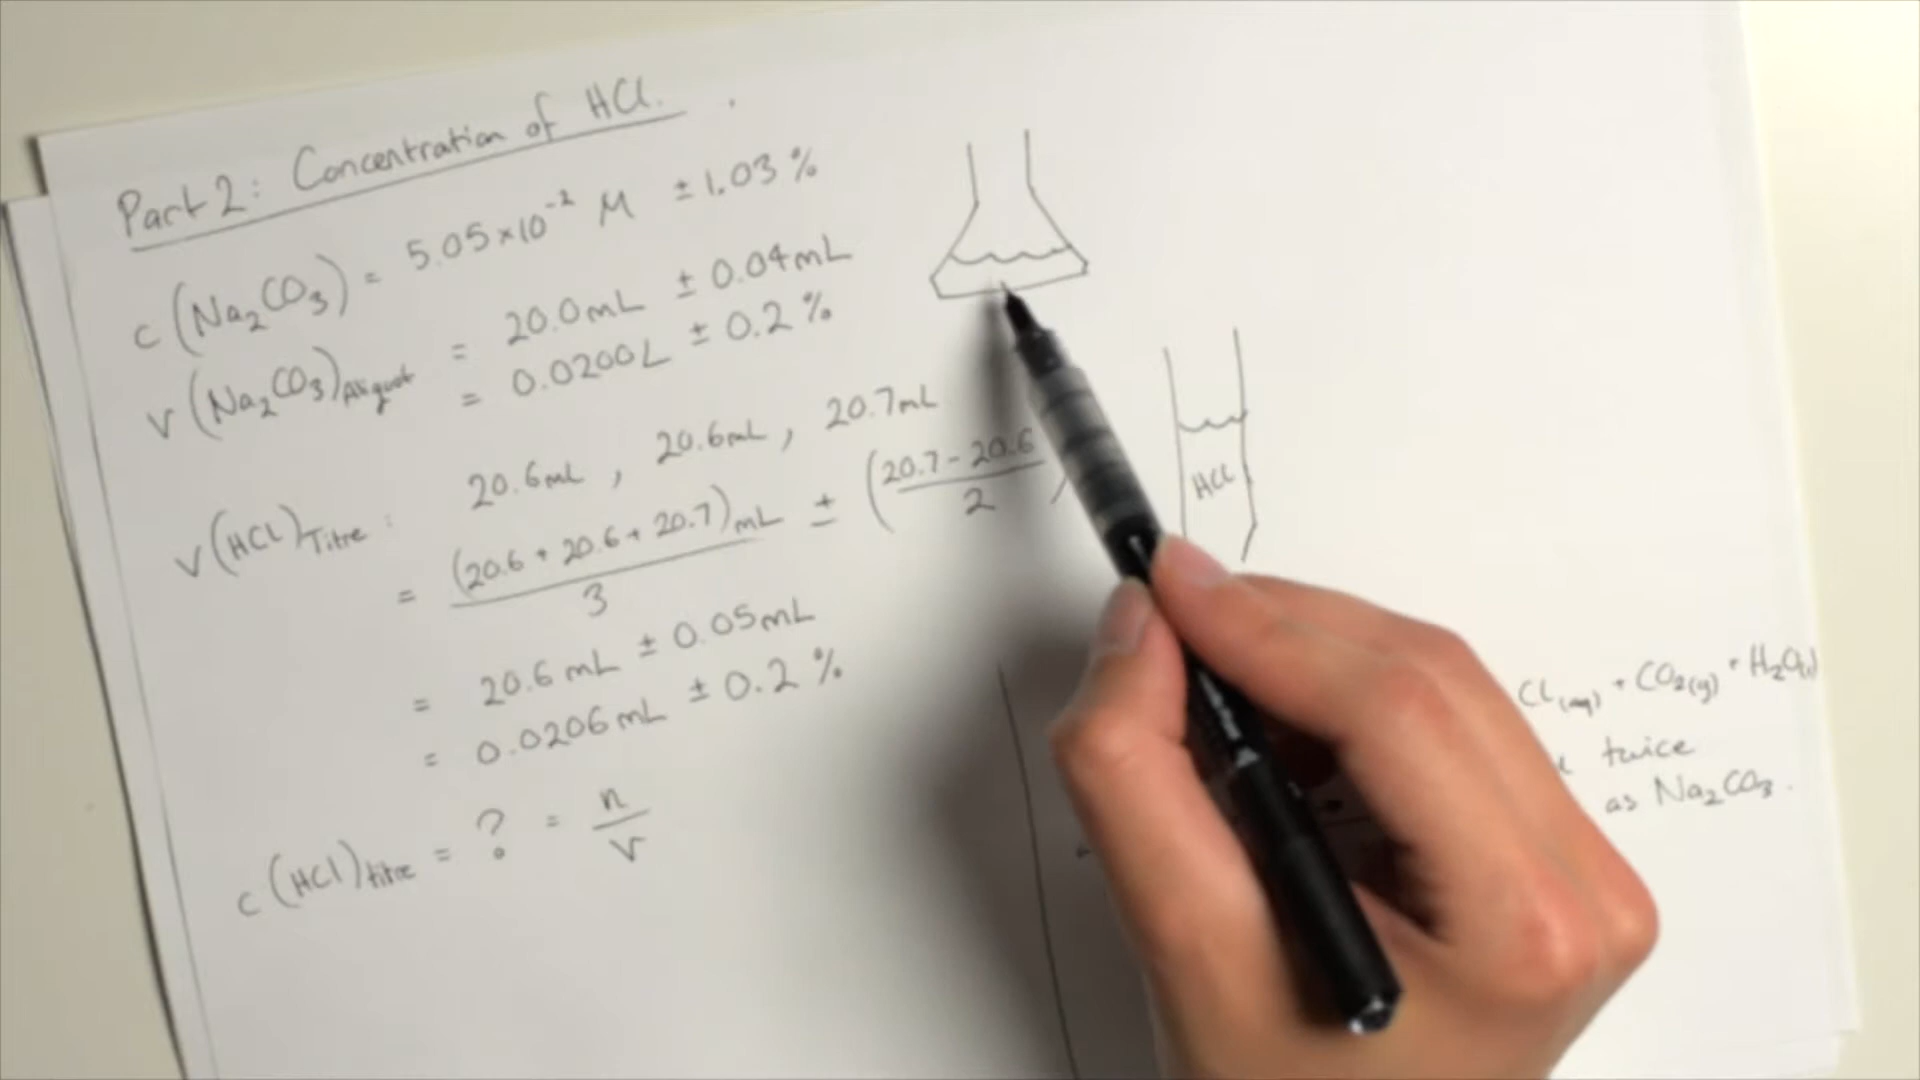 Part 2: Concentration of HCl.
c (Na₂CO₃) = 5.05×10⁻² M ± 1.03 %
V (Na₂CO₃)Aliquot = 20.0mL ± 0.04mL
= 0.0200L ± 0.2 %
V (HCl)Titre : 20.6mL , 20.6mL , 20.7mL
= (20.6 + 20.6 + 20.7)mL / 3 ± (20.7 - 20.6 / 2 )
= 20.6 mL ± 0.05mL
= 0.0206mL ± 0.2 %
c (HCl)titre = ? = n / V
HCl
Cl(aq) + CO₂(g) + H₂O(l)
twice
as Na₂CO₃.